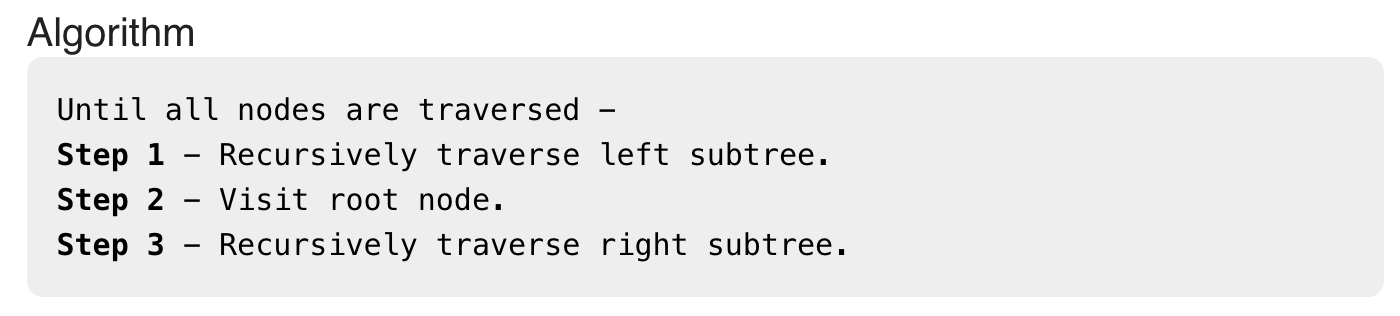 Algorithm
Until all nodes are traversed −
Step 1 − Recursively traverse left subtree.
Step 2 − Visit root node.
Step 3 − Recursively traverse right subtree.